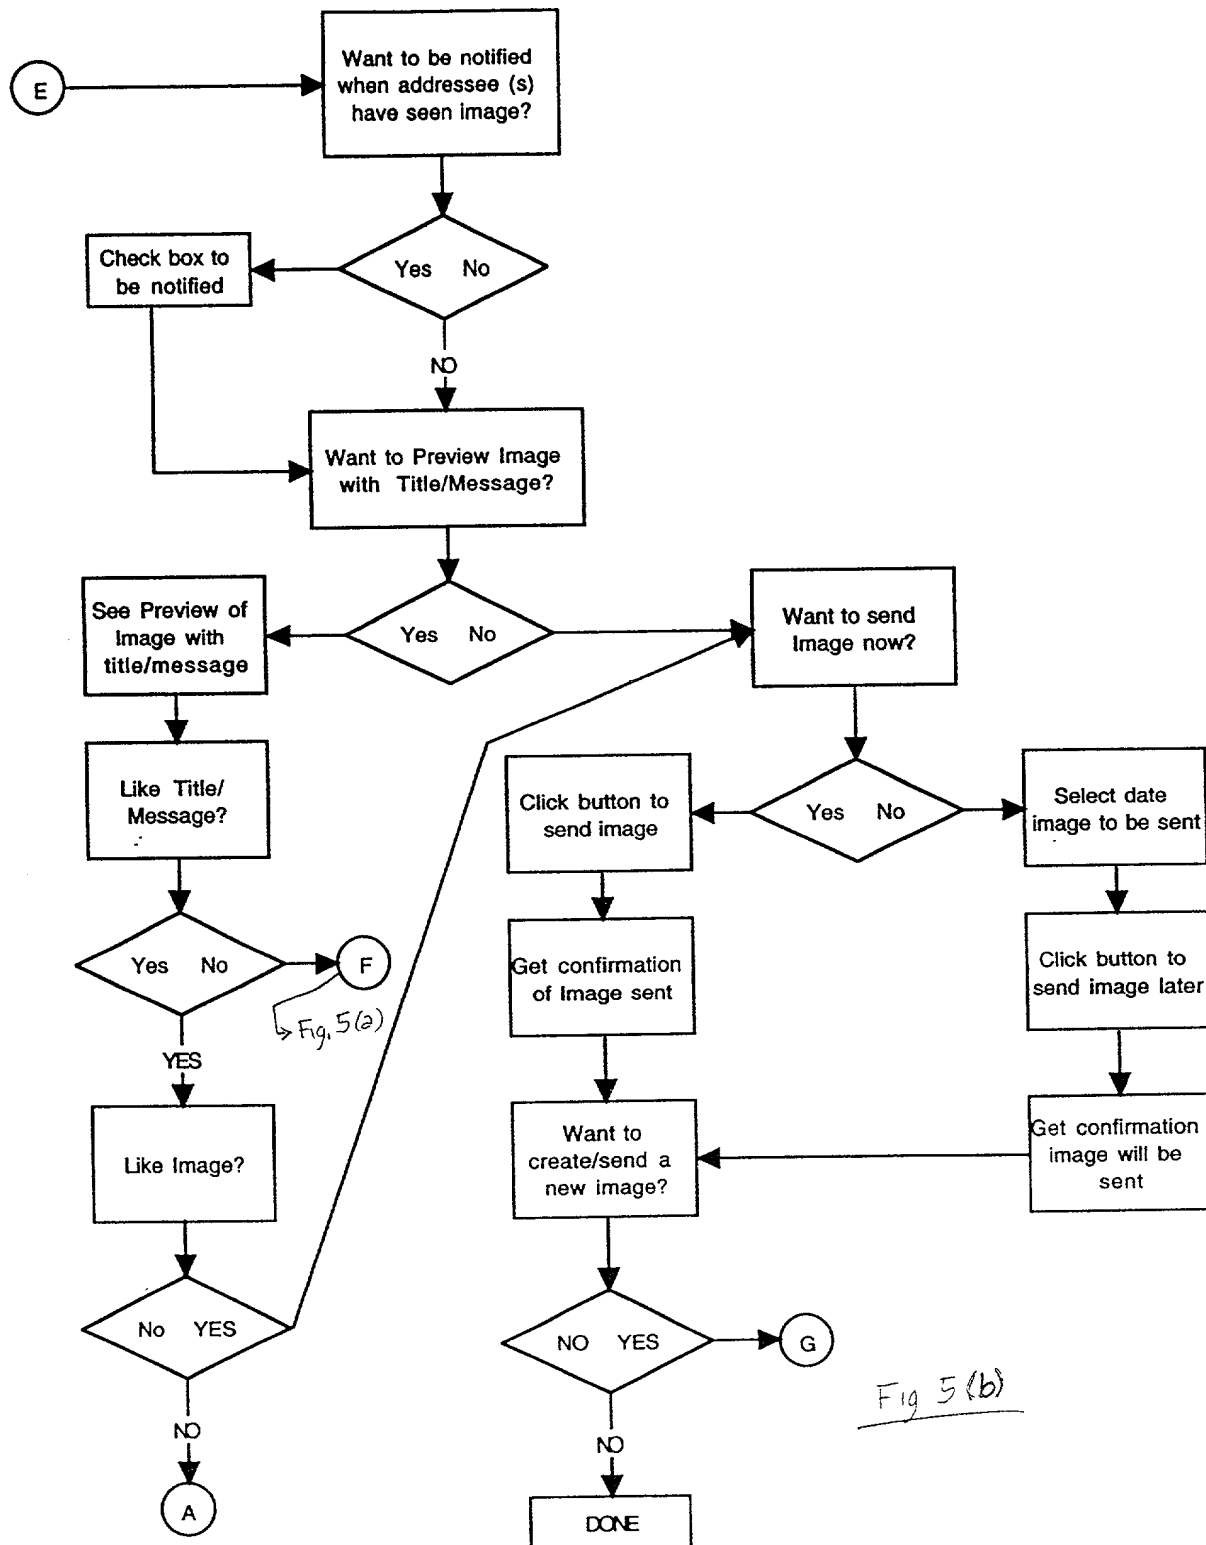 E
Want to be notified
when addressee (s)
have seen image?
Yes No
Check box to
be notified
NO
Want to Preview Image
with Title/Message?
Yes No
See Preview of
Image with
title/message
Like Title/
Message?
Yes No
F
Fig. 5(a)
YES
Like Image?
No YES
NO
A
Want to send
Image now?
Yes No
Click button to
send image
Get confirmation
of Image sent
Select date
image to be sent
Click button to
send image later
Get confirmation
image will be
sent
Want to
create/send a
new image?
NO YES
G
NO
DONE
Fig 5(b)